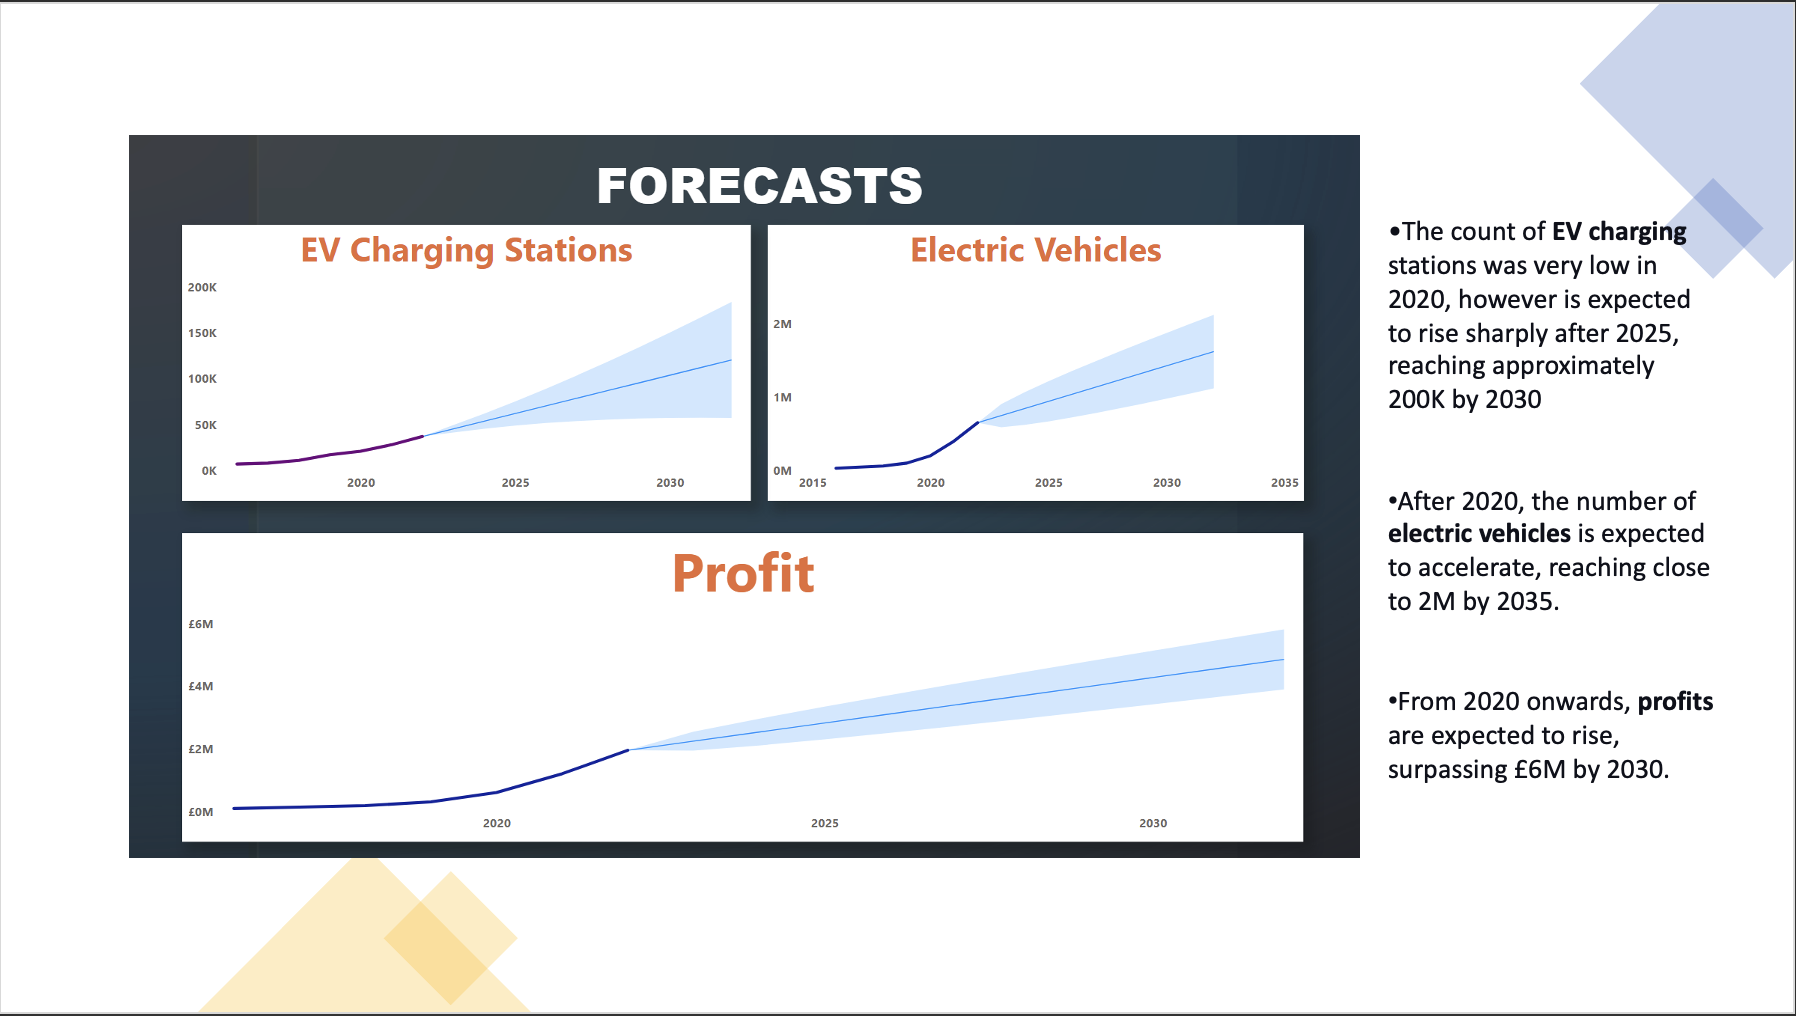 FORECASTS
EV Charging Stations
200K
150K
100K
50K
0K
2020 2025 2030
Electric Vehicles
2M
1M
0M
2015 2020 2025 2030 2035
Profit
£6M
£4M
£2M
£0M
2020 2025 2030
•The count of EV charging
stations was very low in
2020, however is expected
to rise sharply after 2025,
reaching approximately
200K by 2030
•After 2020, the number of
electric vehicles is expected
to accelerate, reaching close
to 2M by 2035.
•From 2020 onwards, profits
are expected to rise,
surpassing £6M by 2030.